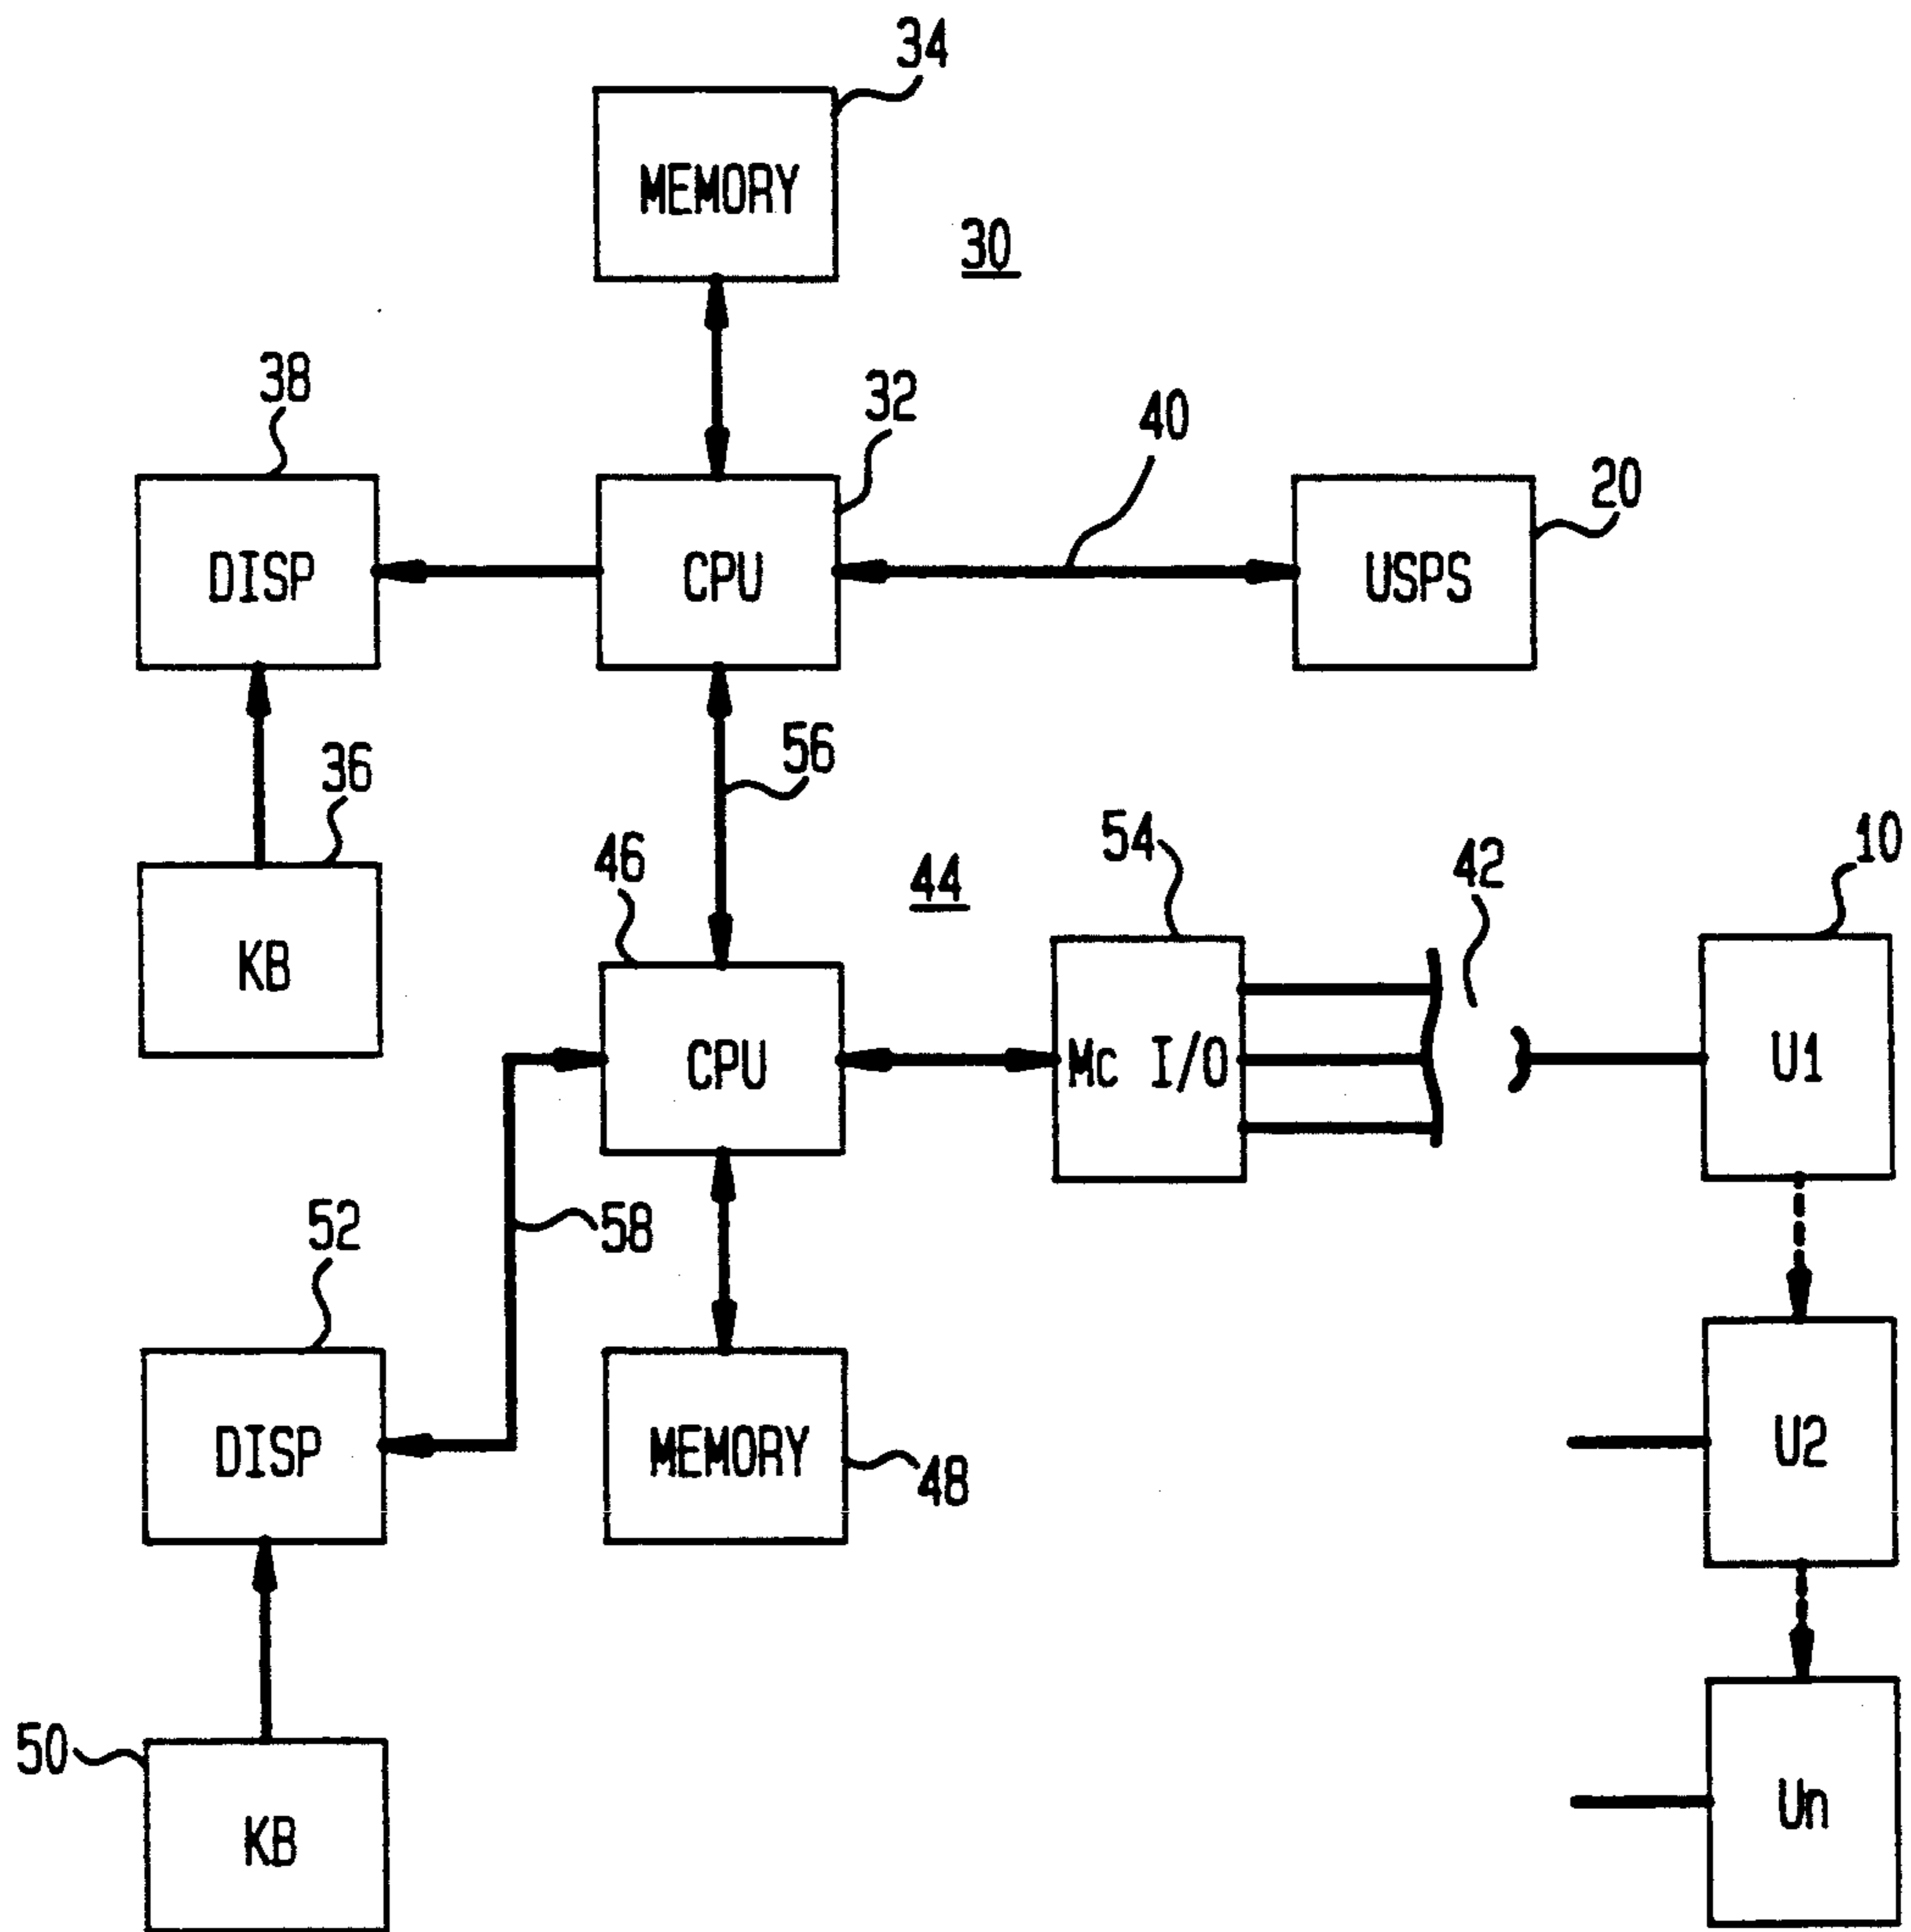 34
MEMORY
30
38
32
40
20
DISP
CPU
USPS
56
36
KB
46
44
54
42
10
CPU
Mc I/O
U1
52
58
DISP
MEMORY
48
U2
50
KB
Un